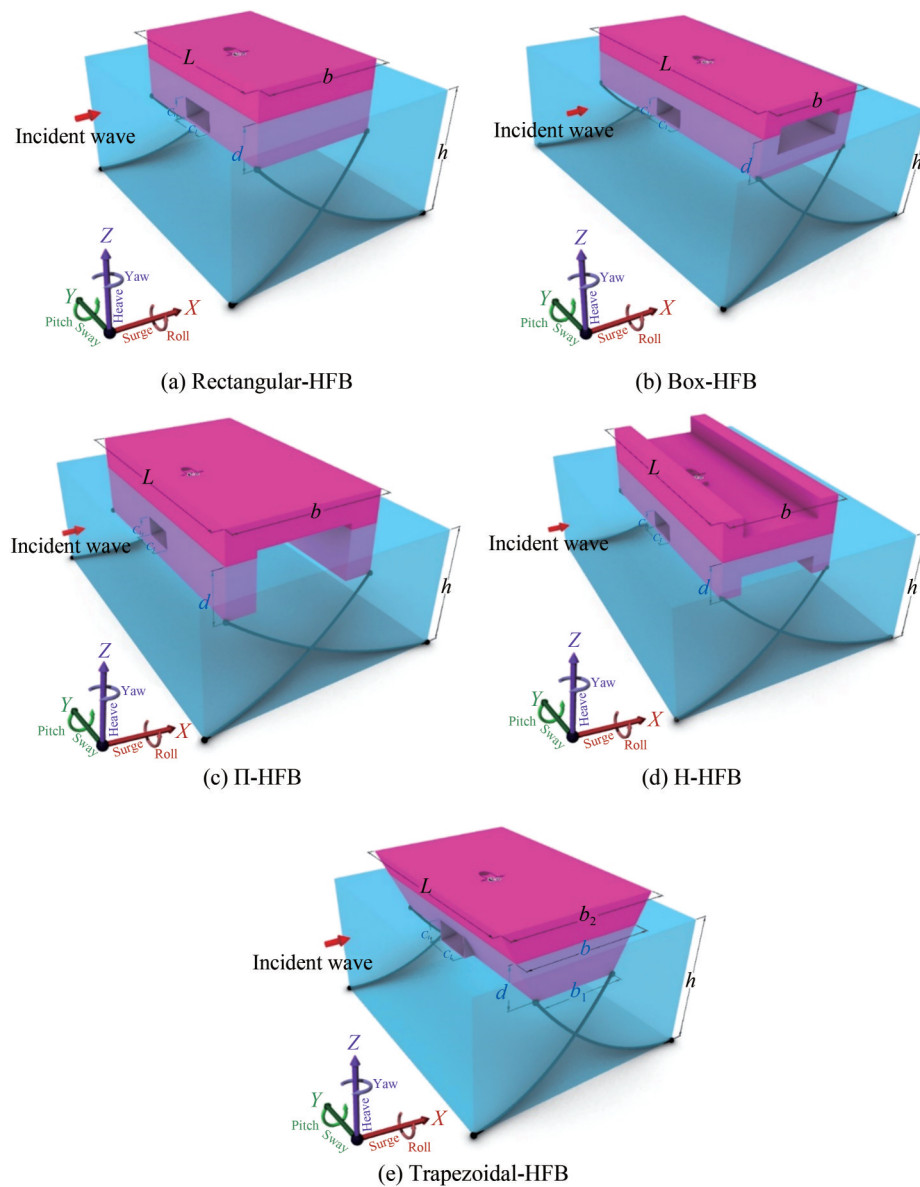 L
b
d
h
Incident wave
Z
Yaw
Heave
Y
Pitch
Sway
Surge
X
Roll
(a) Rectangular-HFB
L
b
d
h
Incident wave
Z
Yaw
Heave
Y
Pitch
Sway
Surge
X
Roll
(b) Box-HFB
L
b
d
h
Incident wave
Z
Yaw
Heave
Y
Pitch
Sway
Surge
X
Roll
(c) Π-HFB
L
b
d
h
Incident wave
Z
Yaw
Heave
Y
Pitch
Sway
Surge
X
Roll
(d) H-HFB
L
b₂
b
b₁
d
h
Incident wave
Z
Yaw
Heave
Y
Pitch
Sway
Surge
X
Roll
(e) Trapezoidal-HFB